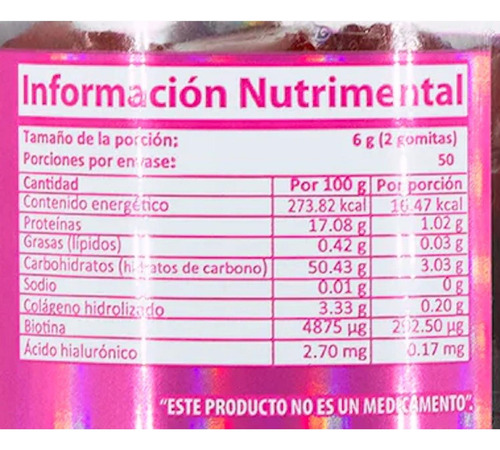 Información Nutrimental
Tamaño de la porción: 6 g (2 gomitas)
Porciones por envase: 50
Cantidad Por 100 g Por porción
Contenido energético 273.82 kcal 16.47 kcal
Proteínas 17.08 g 1.02 g
Grasas (lípidos) 0.42 g 0.03 g
Carbohidratos (hidratos de carbono) 50.43 g 3.03 g
Sodio 0.01 g 0 g
Colágeno hidrolizado 3.33 g 0.20 g
Biotina 4875 µg 292.50 µg
Ácido hialurónico 2.70 mg 0.17 mg
"ESTE PRODUCTO NO ES UN MEDICAMENTO".